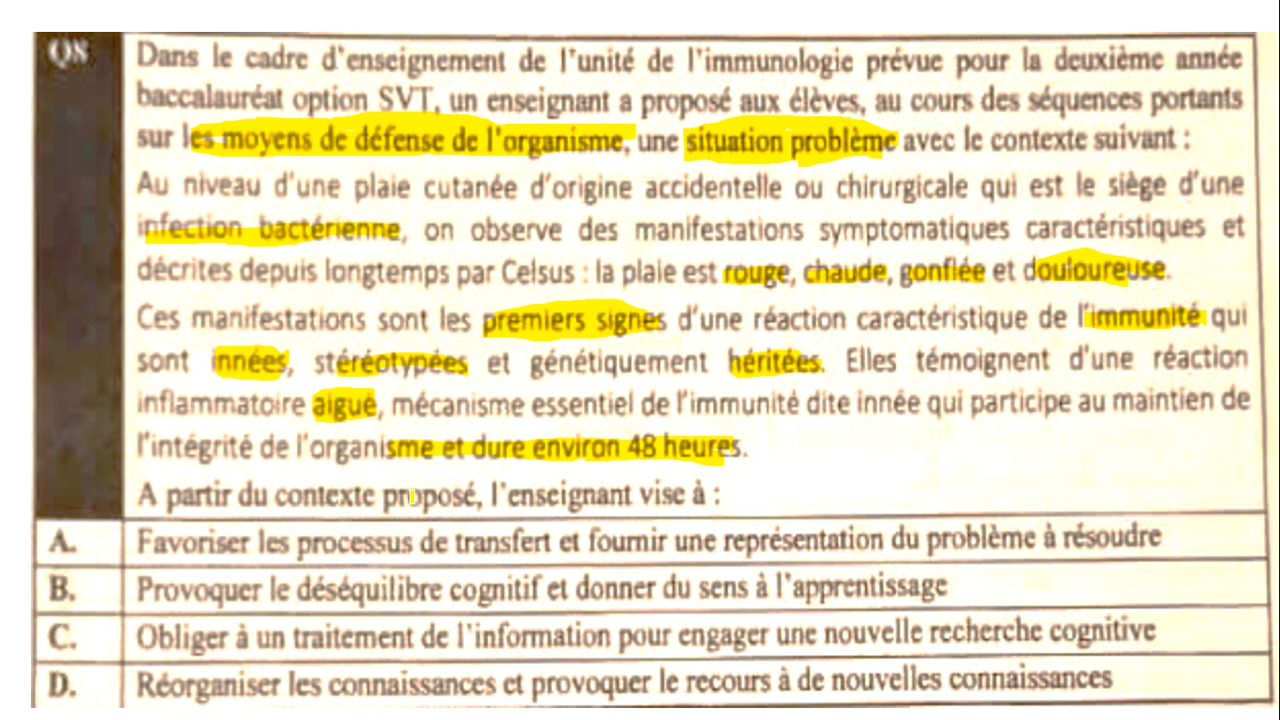 Q8
Dans le cadre d'enseignement de l'unité de l'immunologie prévue pour la deuxième année
baccalauréat option SVT, un enseignant a proposé aux élèves, au cours des séquences portants
sur les moyens de défense de l'organisme, une situation problème avec le contexte suivant :
Au niveau d'une plaie cutanée d'origine accidentelle ou chirurgicale qui est le siège d'une
infection bactérienne, on observe des manifestations symptomatiques caractéristiques et
décrites depuis longtemps par Celsus : la plaie est rouge, chaude, gonflée et douloureuse.
Ces manifestations sont les premiers signes d'une réaction caractéristique de l'immunité qui
sont innées, stéréotypées et génétiquement héritées. Elles témoignent d'une réaction
inflammatoire aiguë, mécanisme essentiel de l'immunité dite innée qui participe au maintien de
l'intégrité de l'organisme et dure environ 48 heures.
A partir du contexte proposé, l'enseignant vise à :
A. Favoriser les processus de transfert et fournir une représentation du problème à résoudre
B. Provoquer le déséquilibre cognitif et donner du sens à l'apprentissage
C. Obliger à un traitement de l'information pour engager une nouvelle recherche cognitive
D. Réorganiser les connaissances et provoquer le recours à de nouvelles connaissances